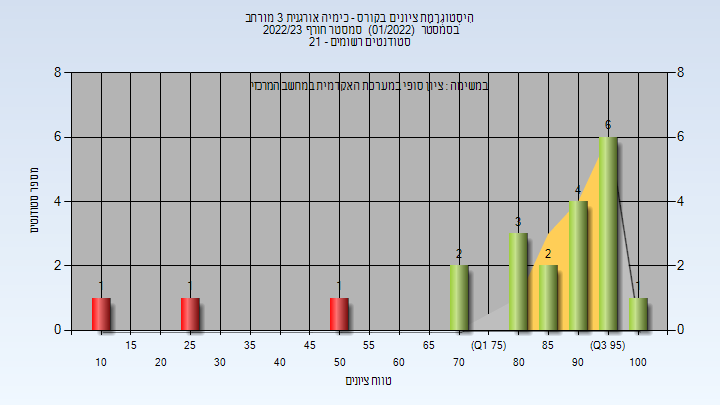 היסטוגרמת ציונים בקורס - כימיה אורגנית 3 מורחב
בסמסטר (01/2022) סמסטר חורף 2022/23
סטודנטים רשומים - 21
במשימה : ציון סופי במערכת האקדמית במחשב המרכזי
מספר סטודנטים
8 8
6 6
4 4
2 2
0 0
1 1 1 2 3 2 4 6 1
15 25 35 45 55 65 (Q1 75) 85 (Q3 95)
10 20 30 40 50 60 70 80 90 100
טווח ציונים